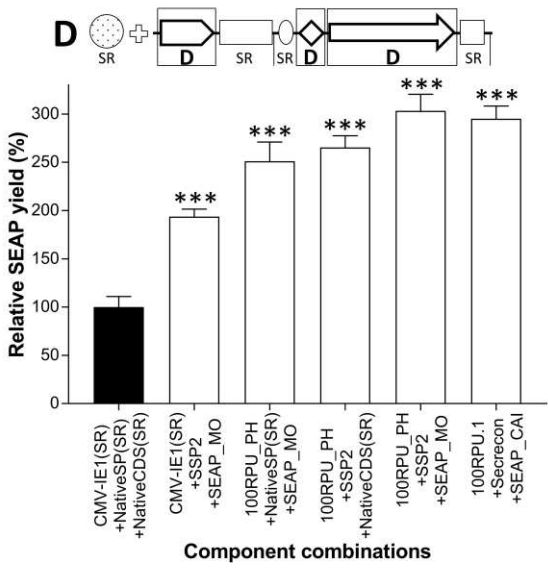 D
SR D SR SR D D SR
Relative SEAP yield (%)
300
250
200
150
100
50
0
*** *** *** *** ***
CMV-IE1(SR)
+NativeSP(SR)
+NativeCDS(SR)
CMV-IE1(SR)
+SSP2
+SEAP_MO
100RPU_PH
+NativeSP(SR)
+SEAP_MO
100RPU_PH
+SSP2
+NativeCDS(SR)
100RPU_PH
+SSP2
+SEAP_MO
100RPU.1
+Secrecon
+SEAP_CAI
Component combinations